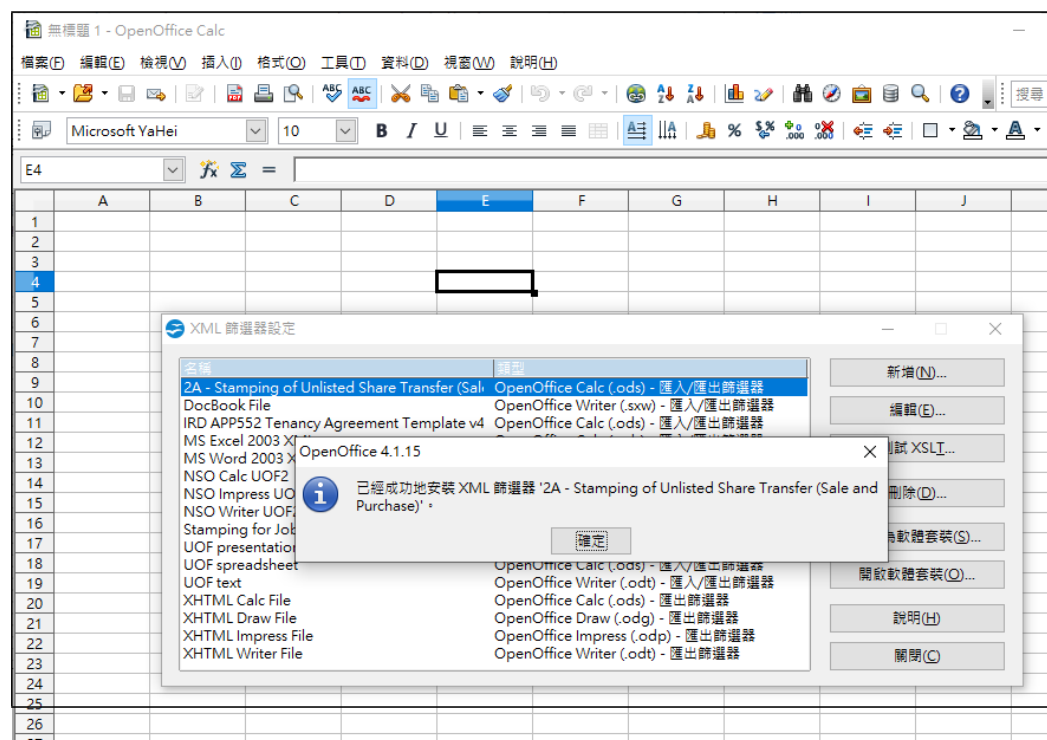 無標題 1 - OpenOffice Calc
檔案(F) 編輯(E) 檢視(V) 插入(I) 格式(O) 工具(T) 資料(D) 視窗(W) 說明(H)
搜尋
Microsoft YaHei 10 B I U
E4
A B C D E F G H I J
1
2
3
4
5
6
7
8
9
10
11
12
13
14
15
16
17
18
19
20
21
22
23
24
25
26
XML 篩選器設定
名稱 類型
2A - Stamping of Unlisted Share Transfer (Sale OpenOffice Calc (.ods) - 匯入/匯出篩選器
DocBook File OpenOffice Writer (.sxw) - 匯入/匯出篩選器
IRD APP552 Tenancy Agreement Template v4 OpenOffice Calc (.ods) - 匯入/匯出篩選器
MS Excel 2003
MS Word 2003
NSO Calc UOF2
NSO Impress
NSO Writer
Stamping for
UOF presentation
UOF spreadsheet OpenOffice Calc (.ods) - 匯入/匯出篩選器
UOF text OpenOffice Writer (.odt) - 匯入/匯出篩選器
XHTML Calc File OpenOffice Calc (.ods) - 匯出篩選器
XHTML Draw File OpenOffice Draw (.odg) - 匯出篩選器
XHTML Impress File OpenOffice Impress (.odp) - 匯出篩選器
XHTML Writer File OpenOffice Writer (.odt) - 匯出篩選器
新增(N)...
編輯(E)...
試 XSLT...
刪除(D)...
軟體套裝(S)...
開啟軟體套裝(O)...
說明(H)
關閉(C)
OpenOffice 4.1.15
已經成功地安裝 XML 篩選器 '2A - Stamping of Unlisted Share Transfer (Sale and
Purchase)'。
確定